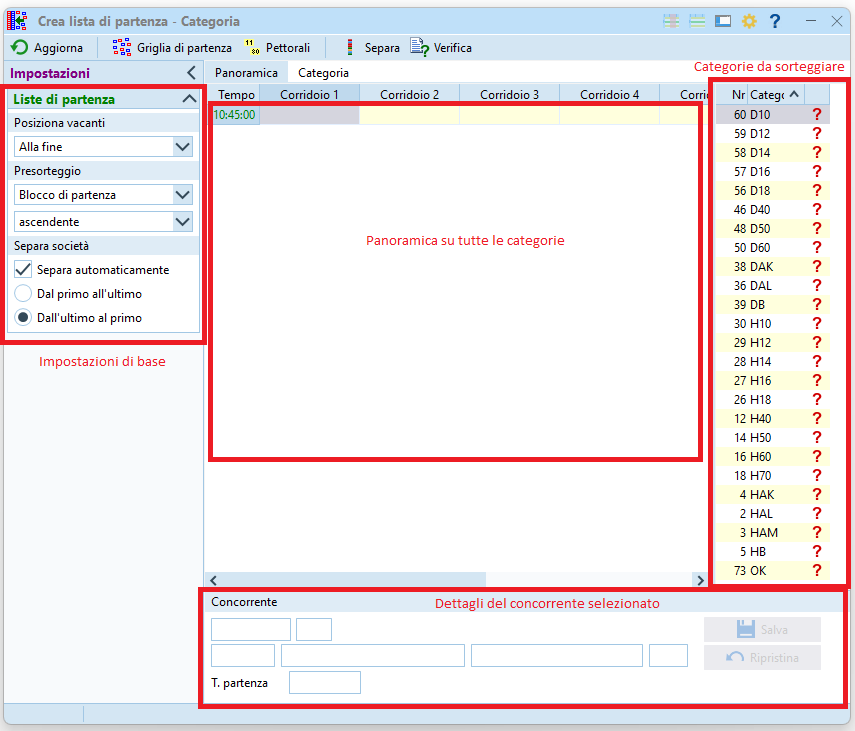 Crea lista di partenza - Categoria
?
Aggiorna Griglia di partenza 11 80 Pettorali Separa Verifica
Categorie da sorteggiare
Impostazioni
Panoramica Categoria
Liste di partenza
Tempo Corridoio 1 Corridoio 2 Corridoio 3 Corridoio 4 Corri
Nr Categ
10:45:00
Posiziona vacanti
Alla fine
Presorteggio
Blocco di partenza
ascendente
Separa società
Separa automaticamente
Dal primo all'ultimo
Dall'ultimo al primo
Impostazioni di base
Panoramica su tutte le categorie
60 D10 ?
59 D12 ?
58 D14 ?
57 D16 ?
56 D18 ?
46 D40 ?
48 D50 ?
50 D60 ?
38 DAK ?
36 DAL ?
39 DB ?
30 H10 ?
29 H12 ?
28 H14 ?
27 H16 ?
26 H18 ?
12 H40 ?
14 H50 ?
16 H60 ?
18 H70 ?
4 HAK ?
2 HAL ?
3 HAM ?
5 HB ?
73 OK ?
Concorrente
Dettagli del concorrente selezionato
Salva
Ripristina
T. partenza